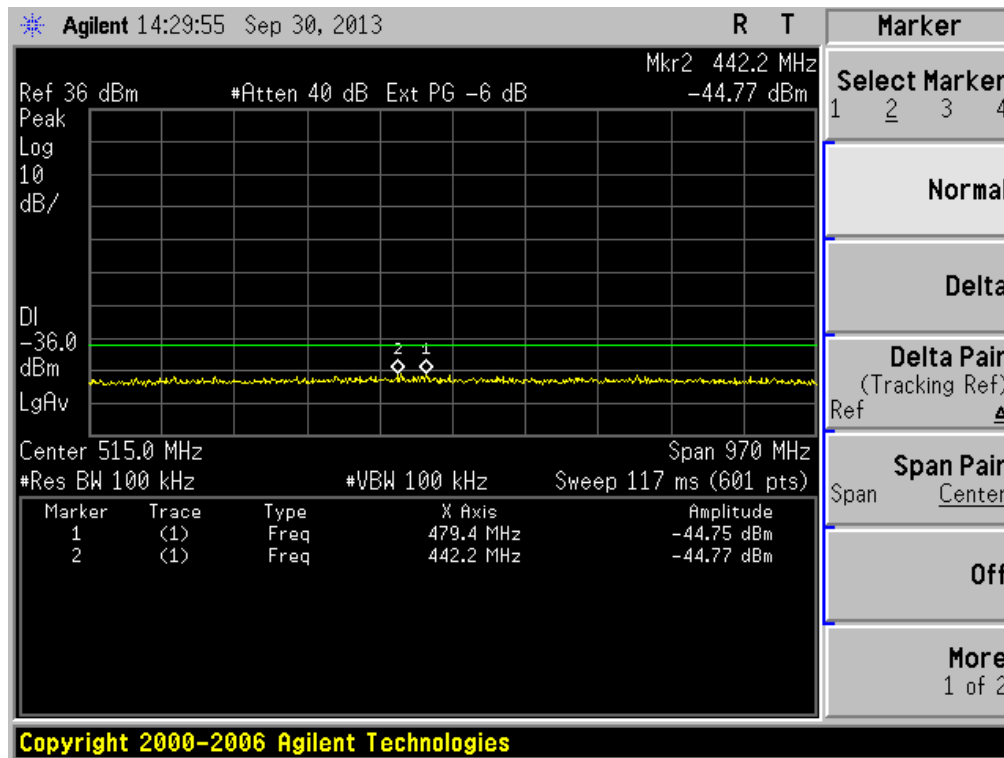 Agilent 14:29:55 Sep 30, 2013 R T
Mkr2 442.2 MHz
Ref 36 dBm #Atten 40 dB Ext PG -6 dB -44.77 dBm
Peak
Log
10
dB/
DI
-36.0
dBm
LgAv
2 1
Center 515.0 MHz Span 970 MHz
#Res BW 100 kHz #VBW 100 kHz Sweep 117 ms (601 pts)
Marker Trace Type X Axis Amplitude
1 (1) Freq 479.4 MHz -44.75 dBm
2 (1) Freq 442.2 MHz -44.77 dBm
Copyright 2000-2006 Agilent Technologies
Marker
Select Marker
1 2 3 4
Normal
Delta
Delta Pair
(Tracking Ref)
Ref Δ
Span Pair
Span Center
Off
More
1 of 2